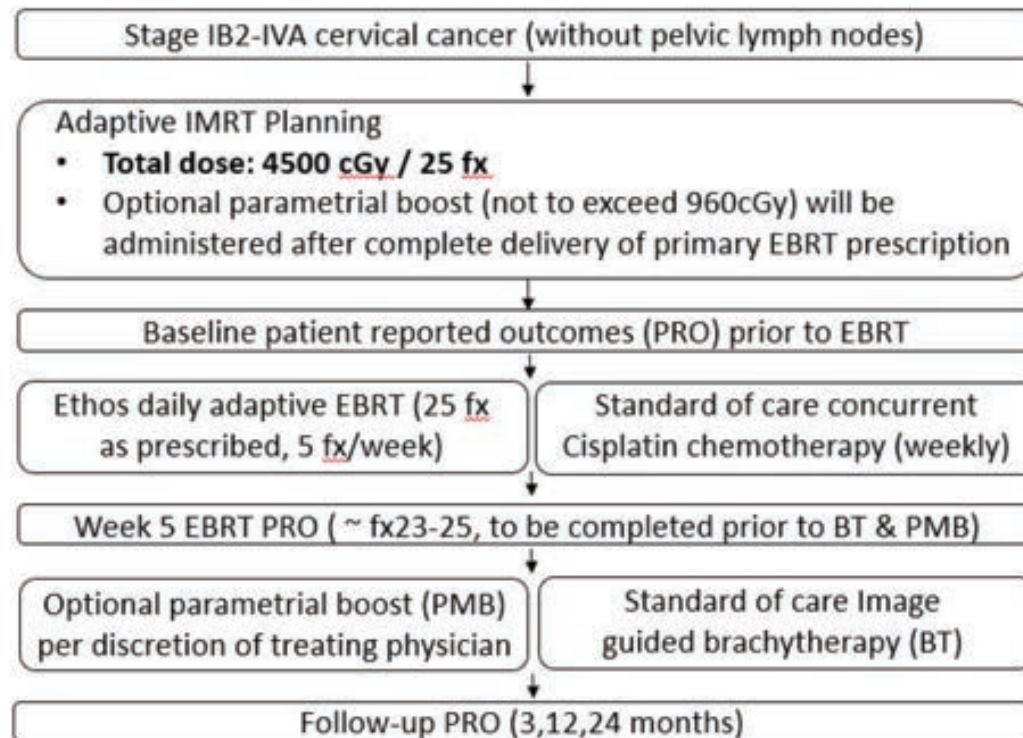 Stage IB2-IVA cervical cancer (without pelvic lymph nodes)
Adaptive IMRT Planning
• Total dose: 4500 cGy / 25 fx
• Optional parametrial boost (not to exceed 960cGy) will be
administered after complete delivery of primary EBRT prescription
Baseline patient reported outcomes (PRO) prior to EBRT
Ethos daily adaptive EBRT (25 fx
as prescribed, 5 fx/week)
Standard of care concurrent
Cisplatin chemotherapy (weekly)
Week 5 EBRT PRO ( ~ fx23-25, to be completed prior to BT & PMB)
Optional parametrial boost (PMB)
per discretion of treating physician
Standard of care Image
guided brachytherapy (BT)
Follow-up PRO (3,12,24 months)